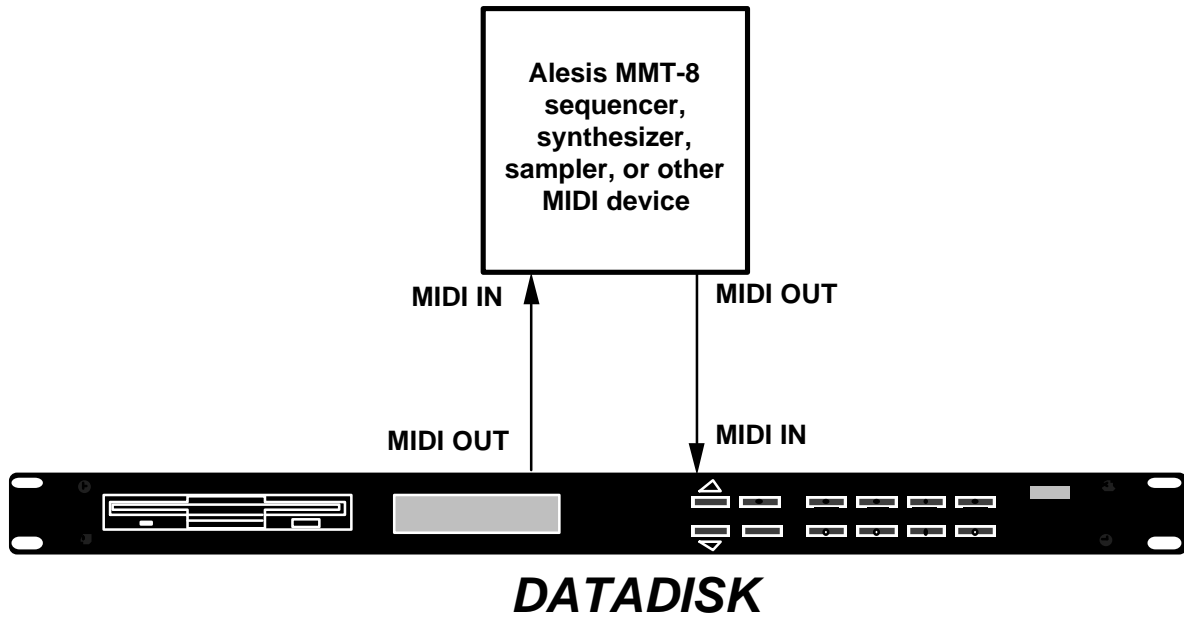 Alesis MMT-8
sequencer,
synthesizer,
sampler, or other
MIDI device
MIDI IN
MIDI OUT
MIDI OUT
MIDI IN
DATADISK